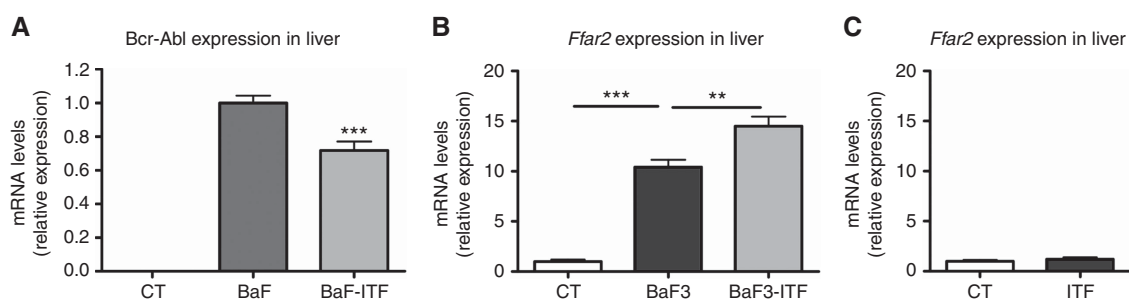 A
Bcr-Abl expression in liver
mRNA levels
(relative expression)
1.2
1.0
0.8
0.6
0.4
0.2
0.0
***
CT
BaF
BaF-ITF
B
Ffar2 expression in liver
mRNA levels
(relative expression)
20
15
10
5
0
***
**
CT
BaF3
BaF3-ITF
C
Ffar2 expression in liver
mRNA levels
(relative expression)
20
15
10
5
0
CT
ITF